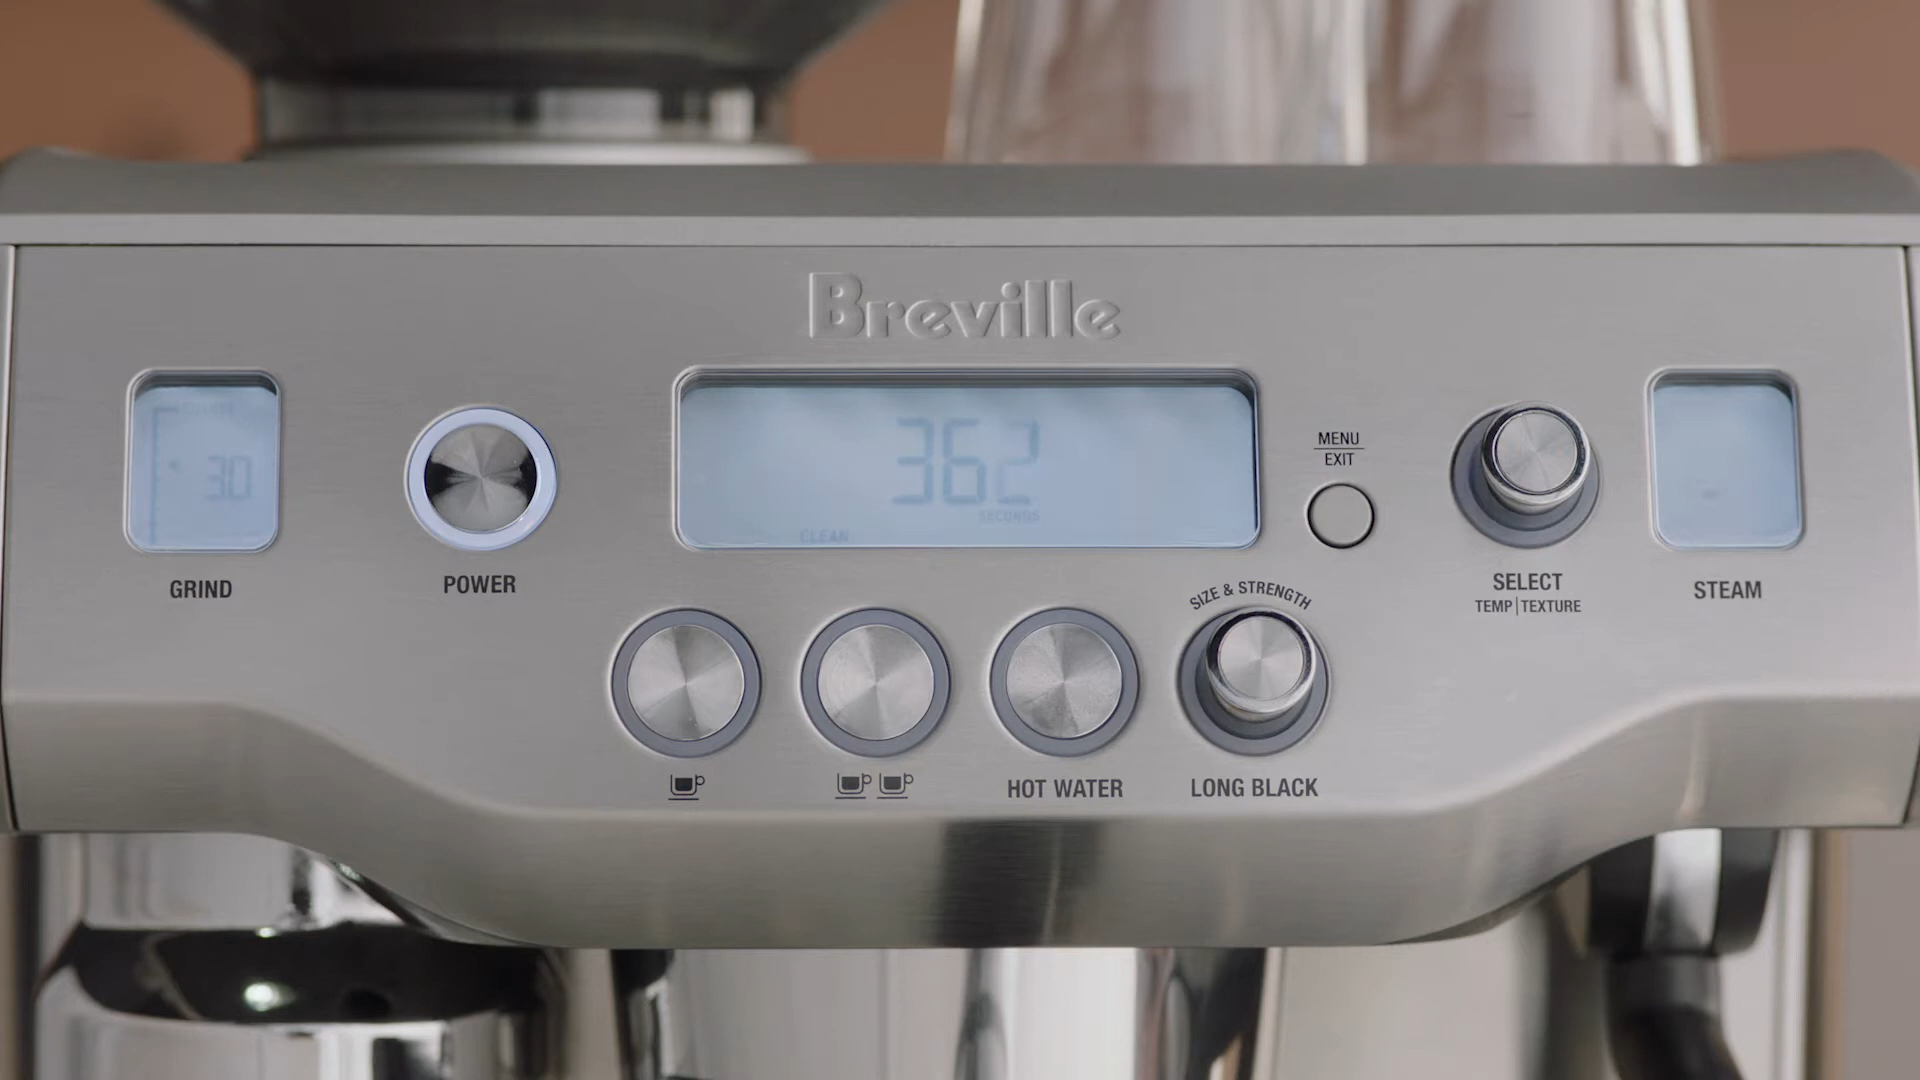 Breville
30
362
SECONDS
CLEAN
MENU
EXIT
GRIND
POWER
SELECT
TEMP|TEXTURE
STEAM
SIZE & STRENGTH
HOT WATER
LONG BLACK